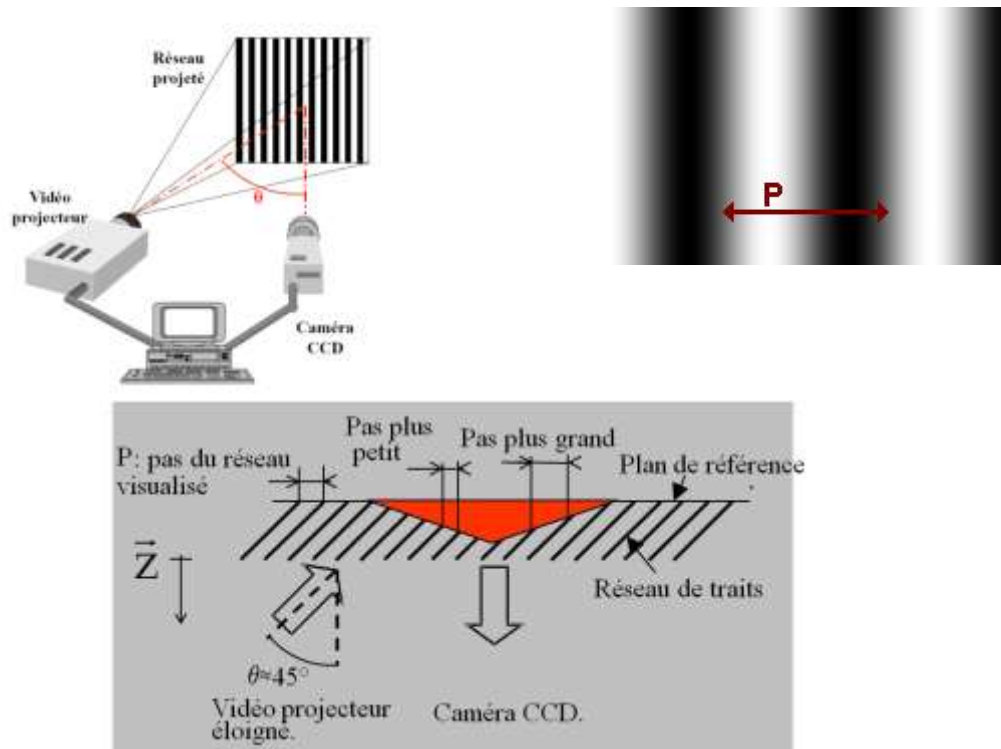 Réseau
projeté
Vidéo
projecteur
θ
Caméra
CCD
P
Pas plus
petit
Pas plus grand
P: pas du réseau
visualisé
Plan de référence
Z
Réseau de traits
θ≈45°
Vidéo projecteur
éloigne.
Caméra CCD.